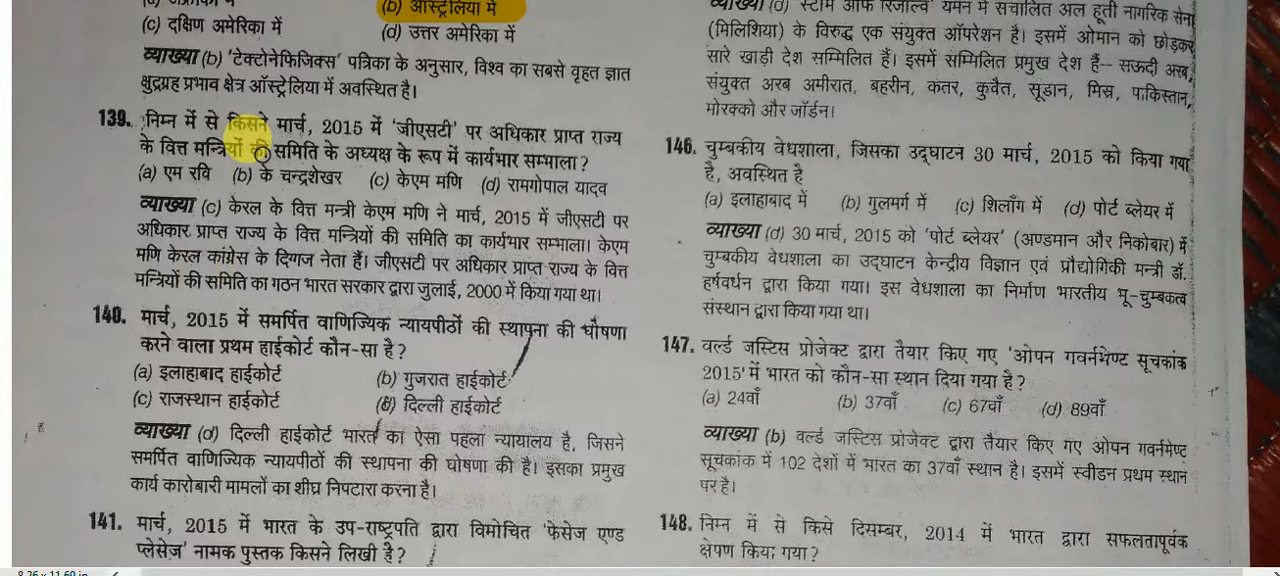 (b) ऑस्ट्रेलिया में
(c) दक्षिण अमेरिका में (d) उत्तर अमेरिका में
व्याख्या (b) 'टेक्टोनेफिजिक्स' पत्रिका के अनुसार, विश्व का सबसे वृहत ज्ञात
क्षुद्रग्रह प्रभाव क्षेत्र ऑस्ट्रेलिया में अवस्थित है।
139. निम्न में से किसने मार्च, 2015 में 'जीएसटी' पर अधिकार प्राप्त राज्य
के वित्त मन्त्रियों की समिति के अध्यक्ष के रूप में कार्यभार सम्भाला?
(a) एम रवि (b) के चन्द्रशेखर (c) केएम मणि (d) रामगोपाल यादव
व्याख्या (c) केरल के वित्त मन्त्री केएम मणि ने मार्च, 2015 में जीएसटी पर
अधिकार प्राप्त राज्य के वित्त मन्त्रियों की समिति का कार्यभार सम्भाला। केएम
मणि केरल कांग्रेस के दिगज नेता हैं। जीएसटी पर अधिकार प्राप्त राज्य के वित्त
मन्त्रियों की समिति का गठन भारत सरकार द्वारा जुलाई, 2000 में किया गया था।
140. मार्च, 2015 में समर्पित वाणिज्यिक न्यायपीठों की स्थापना की घोषणा
करने वाला प्रथम हाईकोर्ट कौन-सा है?
(a) इलाहाबाद हाईकोर्ट (b) गुजरात हाईकोर्ट
(c) राजस्थान हाईकोर्ट (d) दिल्ली हाईकोर्ट
व्याख्या (d) दिल्ली हाईकोर्ट भारत का ऐसा पहला न्यायालय है, जिसने
समर्पित वाणिज्यिक न्यायपीठों की स्थापना की घोषणा की है। इसका प्रमुख
कार्य कारोबारी मामलों का शीघ्र निपटारा करना है।
141. मार्च, 2015 में भारत के उप-राष्ट्रपति द्वारा विमोचित 'फेसेज एण्ड
प्लेसेज' नामक पुस्तक किसने लिखी है?
व्याख्या (d) 'स्टॉर्म ऑफ रिजॉल्व' यमन में संचालित अल हूती नागरिक सेना
(मिलिशिया) के विरुद्ध एक संयुक्त ऑपरेशन है। इसमें ओमान को छोड़कर
सारे खाड़ी देश सम्मिलित हैं। इसमें सम्मिलित प्रमुख देश हैं-- सऊदी अरब,
संयुक्त अरब अमीरात, बहरीन, कतर, कुवैत, सूडान, मिस्र, पाकिस्तान,
मोरक्को और जॉर्डन।
146. चुम्बकीय वेधशाला, जिसका उद्घाटन 30 मार्च, 2015 को किया गया
है, अवस्थित है
(a) इलाहाबाद में (b) गुलमर्ग में (c) शिलाँग में (d) पोर्ट ब्लेयर में
व्याख्या (d) 30 मार्च, 2015 को 'पोर्ट ब्लेयर' (अण्डमान और निकोबार) में
चुम्बकीय वेधशाला का उद्घाटन केन्द्रीय विज्ञान एवं प्रौद्योगिकी मन्त्री डॉ.
हर्षवर्धन द्वारा किया गया। इस वेधशाला का निर्माण भारतीय भू-चुम्बकत्व
संस्थान द्वारा किया गया था।
147. वर्ल्ड जस्टिस प्रोजेक्ट द्वारा तैयार किए गए 'ओपन गवर्नमेण्ट सूचकांक
2015' में भारत को कौन-सा स्थान दिया गया है?
(a) 24वाँ (b) 37वाँ (c) 67वाँ (d) 89वाँ
व्याख्या (b) वर्ल्ड जस्टिस प्रोजेक्ट द्वारा तैयार किए गए ओपन गवर्नमेण्ट
सूचकांक में 102 देशों में भारत का 37वाँ स्थान है। इसमें स्वीडन प्रथम स्थान
पर है।
148. निम्न में से किसे दिसम्बर, 2014 में भारत द्वारा सफलतापूर्वक
क्षेपण किया गया?
8.26 x 11.69 in